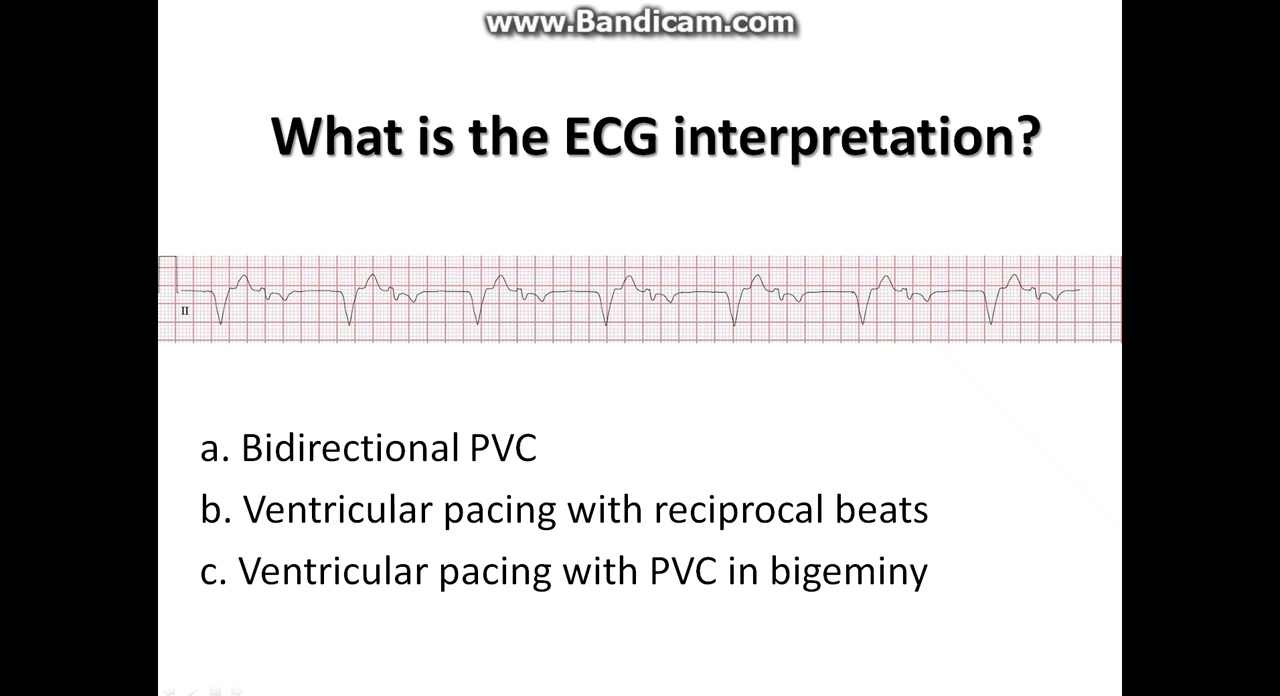 www.Bandicam.com
What is the ECG interpretation?
II
a. Bidirectional PVC
b. Ventricular pacing with reciprocal beats
c. Ventricular pacing with PVC in bigeminy